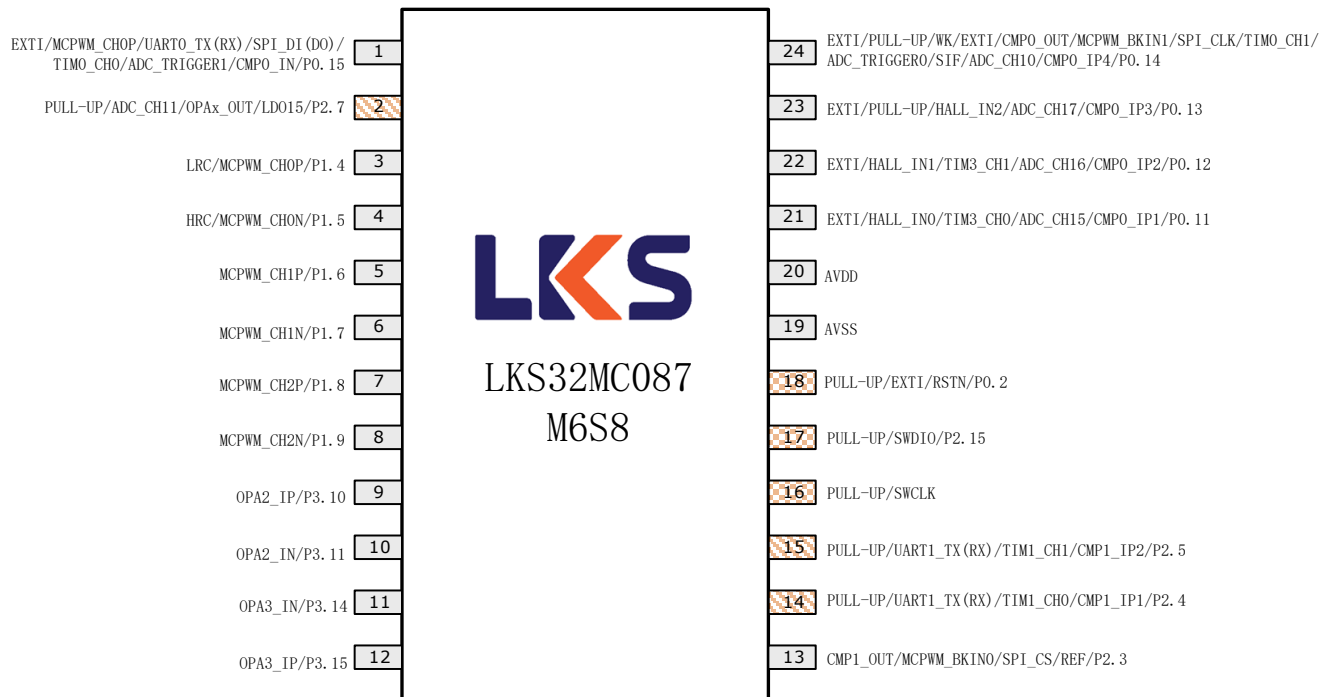 EXTI/MCPWM_CH0P/UART0_TX(RX)/SPI_DI(DO)/
TIM0_CH0/ADC_TRIGGER1/CMP0_IN/P0.15
1
PULL-UP/ADC_CH11/OPAx_OUT/LDO15/P2.7
2
LRC/MCPWM_CH0P/P1.4
3
HRC/MCPWM_CH0N/P1.5
4
MCPWM_CH1P/P1.6
5
MCPWM_CH1N/P1.7
6
MCPWM_CH2P/P1.8
7
MCPWM_CH2N/P1.9
8
OPA2_IP/P3.10
9
OPA2_IN/P3.11
10
OPA3_IN/P3.14
11
OPA3_IP/P3.15
12
LKS
LKS32MC087
M6S8
24
EXTI/PULL-UP/WK/EXTI/CMP0_OUT/MCPWM_BKIN1/SPI_CLK/TIM0_CH1/
ADC_TRIGGER0/SIF/ADC_CH10/CMP0_IP4/P0.14
23
EXTI/PULL-UP/HALL_IN2/ADC_CH17/CMP0_IP3/P0.13
22
EXTI/HALL_IN1/TIM3_CH1/ADC_CH16/CMP0_IP2/P0.12
21
EXTI/HALL_IN0/TIM3_CH0/ADC_CH15/CMP0_IP1/P0.11
20
AVDD
19
AVSS
18
PULL-UP/EXTI/RSTN/P0.2
17
PULL-UP/SWDIO/P2.15
16
PULL-UP/SWCLK
15
PULL-UP/UART1_TX(RX)/TIM1_CH1/CMP1_IP2/P2.5
14
PULL-UP/UART1_TX(RX)/TIM1_CH0/CMP1_IP1/P2.4
13
CMP1_OUT/MCPWM_BKIN0/SPI_CS/REF/P2.3